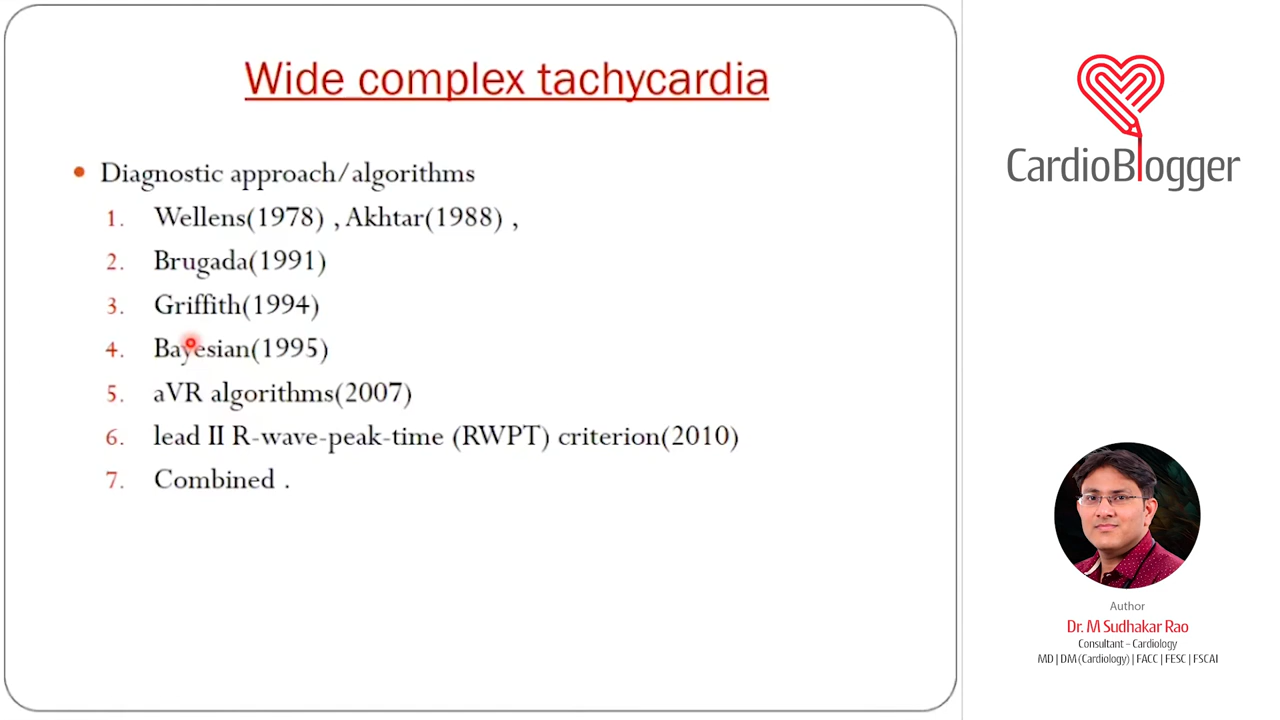 Wide complex tachycardia
Diagnostic approach/algorithms
1. Wellens(1978) , Akhtar(1988) ,
2. Brugada(1991)
3. Griffith(1994)
4. Bayesian(1995)
5. aVR algorithms(2007)
6. lead II R-wave-peak-time (RWPT) criterion(2010)
7. Combined .
CardioBlogger
Author
Dr. M Sudhakar Rao
Consultant – Cardiology
MD | DM (Cardiology) | FACC | FESC | FSCAI